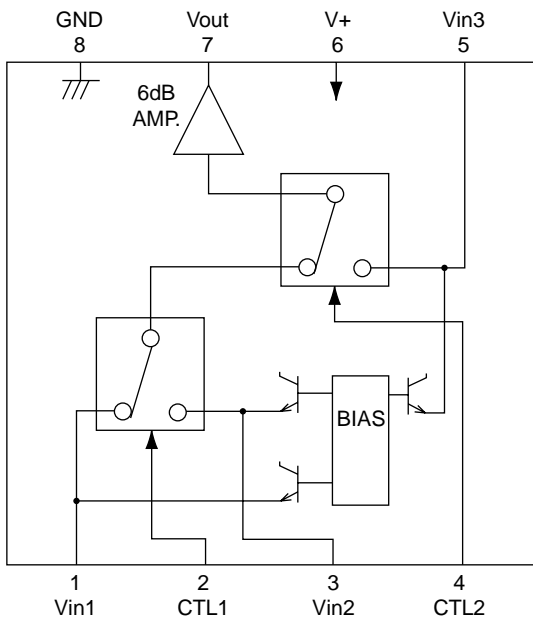 GND Vout V+ Vin3
8 7 6 5
6dB
AMP.
BIAS
1 2 3 4
Vin1 CTL1 Vin2 CTL2